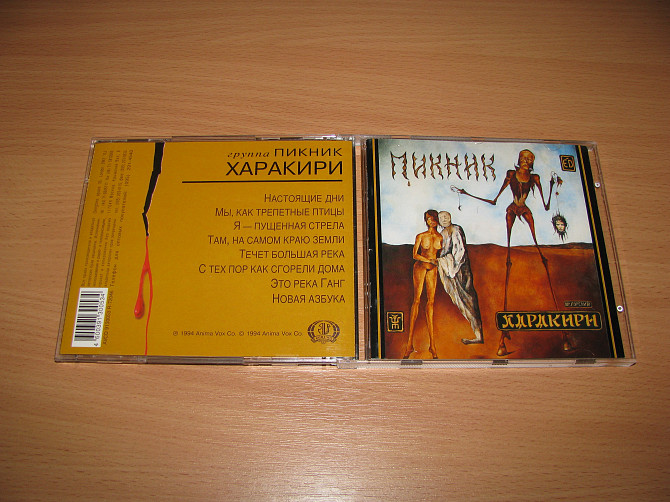 группа ПИКНИК
ХАРАКИРИ
НАСТОЯЩИЕ ДНИ
МЫ, КАК ТРЕПЕТНЫЕ ПТИЦЫ
Я — ПУЩЕННАЯ СТРЕЛА
ТАМ, НА САМОМ КРАЮ ЗЕМЛИ
ТЕЧЕТ БОЛЬШАЯ РЕКА
С ТЕХ ПОР КАК СГОРЕЛИ ДОМА
ЭТО РЕКА ГАНГ
НОВАЯ АЗБУКА
℗ 1994 Anima Vox Co. © 1994 Anima Vox Co.
ПИКНИК
ХАРАКИРИ